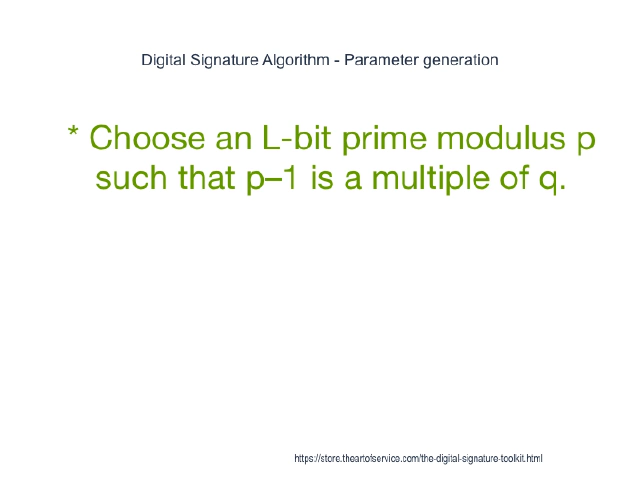 Digital Signature Algorithm - Parameter generation
* Choose an L-bit prime modulus p
such that p–1 is a multiple of q.
https://store.theartofservice.com/the-digital-signature-toolkit.html